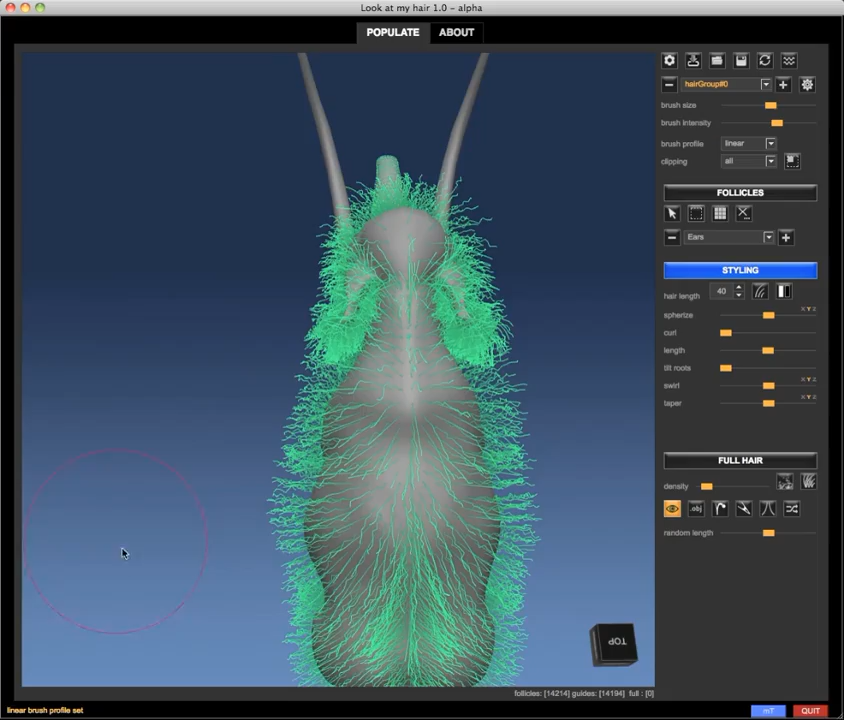 Look at my hair 1.0 - alpha
POPULATE ABOUT
hairGroup#0
brush size
brush intensity
brush profile linear
clipping all
FOLLICLES
Ears
STYLING
hair length 40
X Y Z
spherize
curl
length
tilt roots
X Y Z
swirl
X Y Z
taper
FULL HAIR
density
.obj
random length
TOP
follicles: [14214] guides: [14194] full : [0]
linear brush profile set
mT QUIT